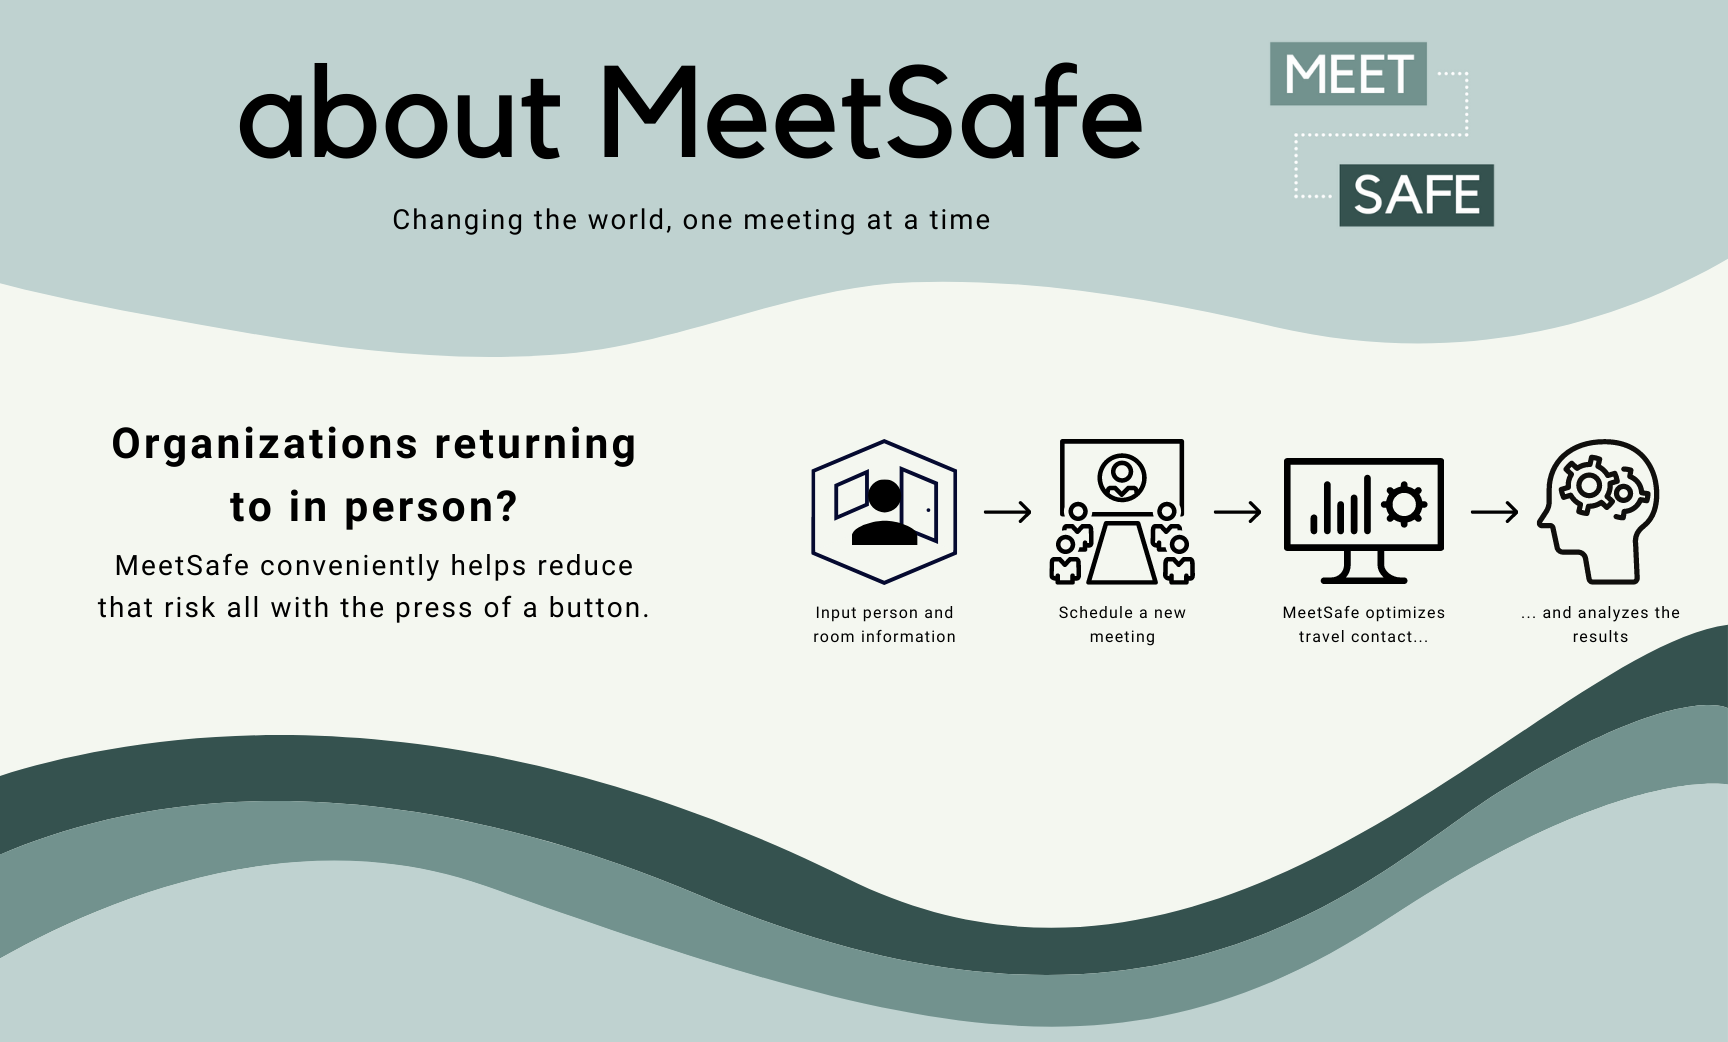 about MeetSafe
Changing the world, one meeting at a time
MEET
SAFE
Organizations returning
to in person?
MeetSafe conveniently helps reduce
that risk all with the press of a button.
Input person and
room information
Schedule a new
meeting
MeetSafe optimizes
travel contact...
... and analyzes the
results